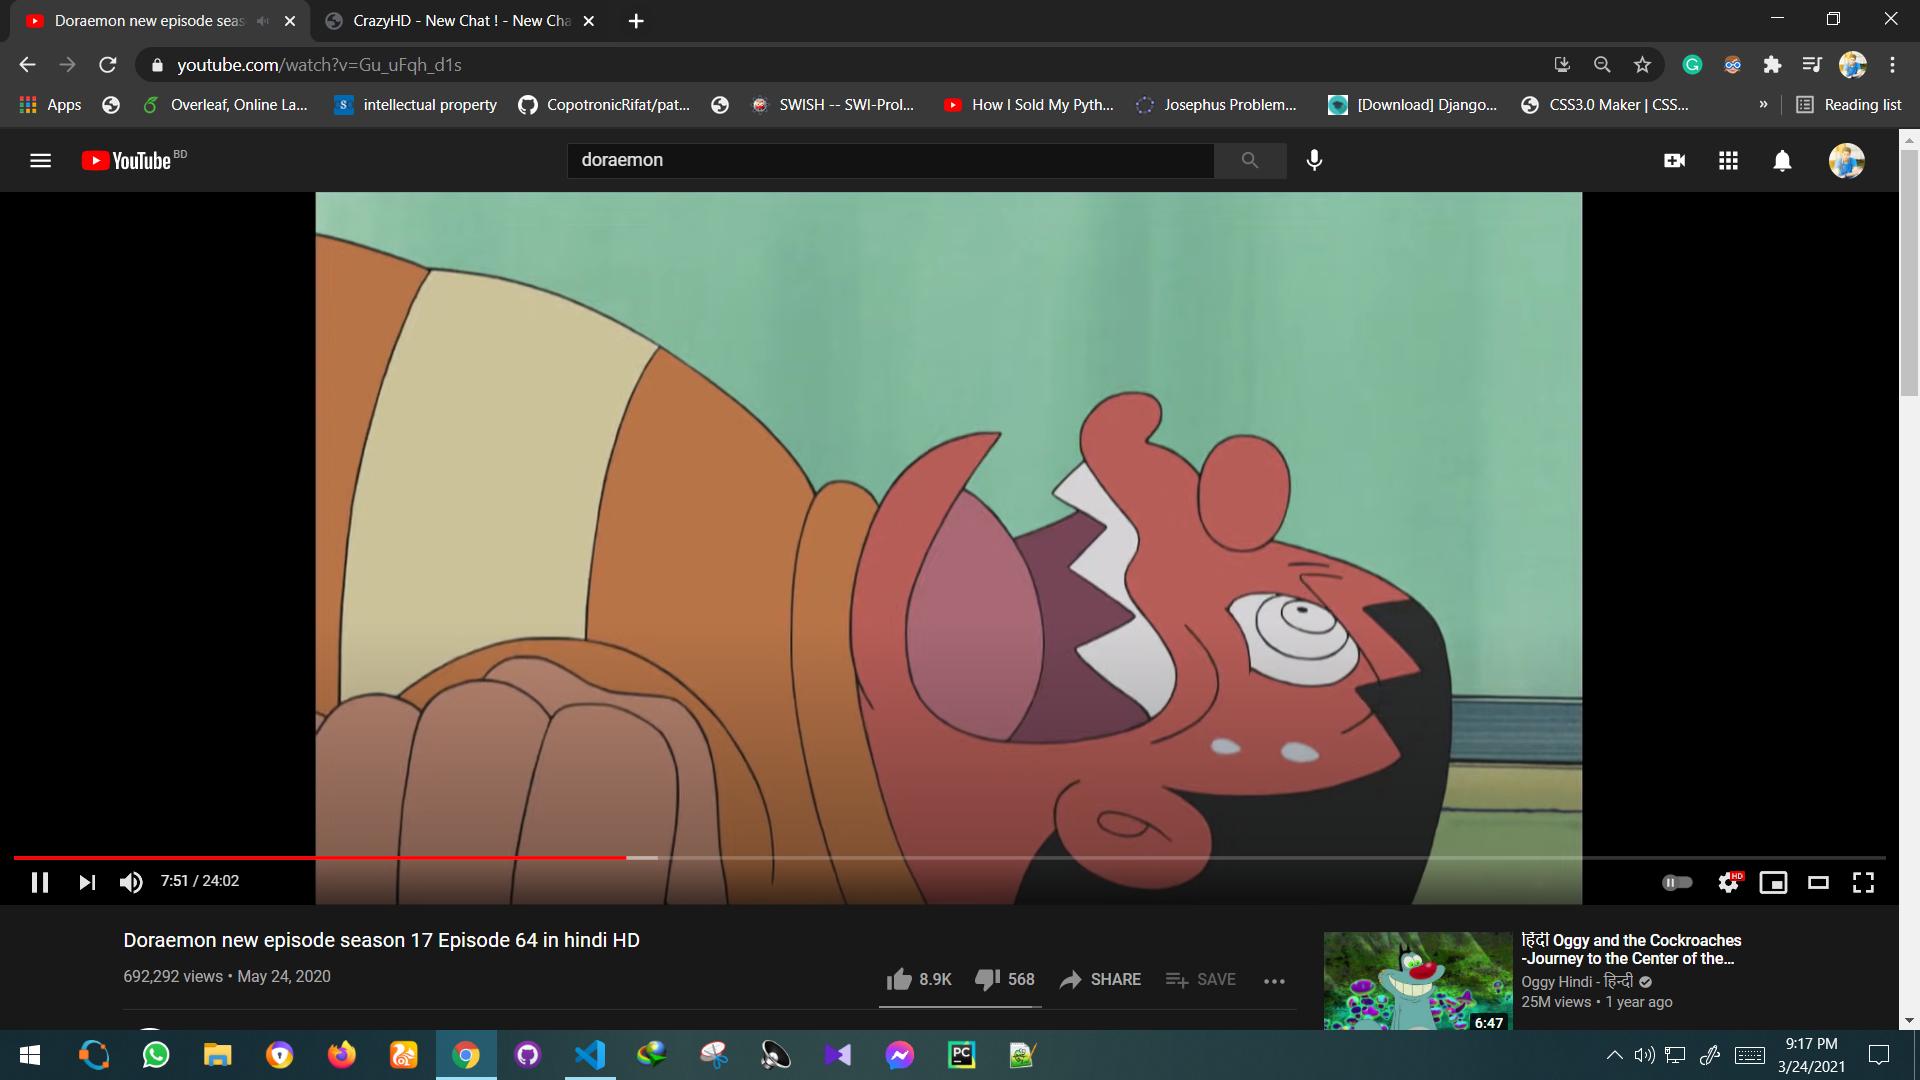 Doraemon new episode seas
CrazyHD - New Chat ! - New Cha
youtube.com/watch?v=Gu_uFqh_d1s
Apps
Overleaf, Online La...
intellectual property
CopotronicRifat/pat...
SWISH -- SWI-Prol...
How I Sold My Pyth...
Josephus Problem...
[Download] Django...
CSS3.0 Maker | CSS...
»
Reading list
YouTube BD
doraemon
7:51 / 24:02
HD
Doraemon new episode season 17 Episode 64 in hindi HD
692,292 views • May 24, 2020
8.9K
568
SHARE
SAVE
6:47
हिंदी Oggy and the Cockroaches
-Journey to the Center of the...
Oggy Hindi - हिन्दी
25M views • 1 year ago
PC
9:17 PM
3/24/2021